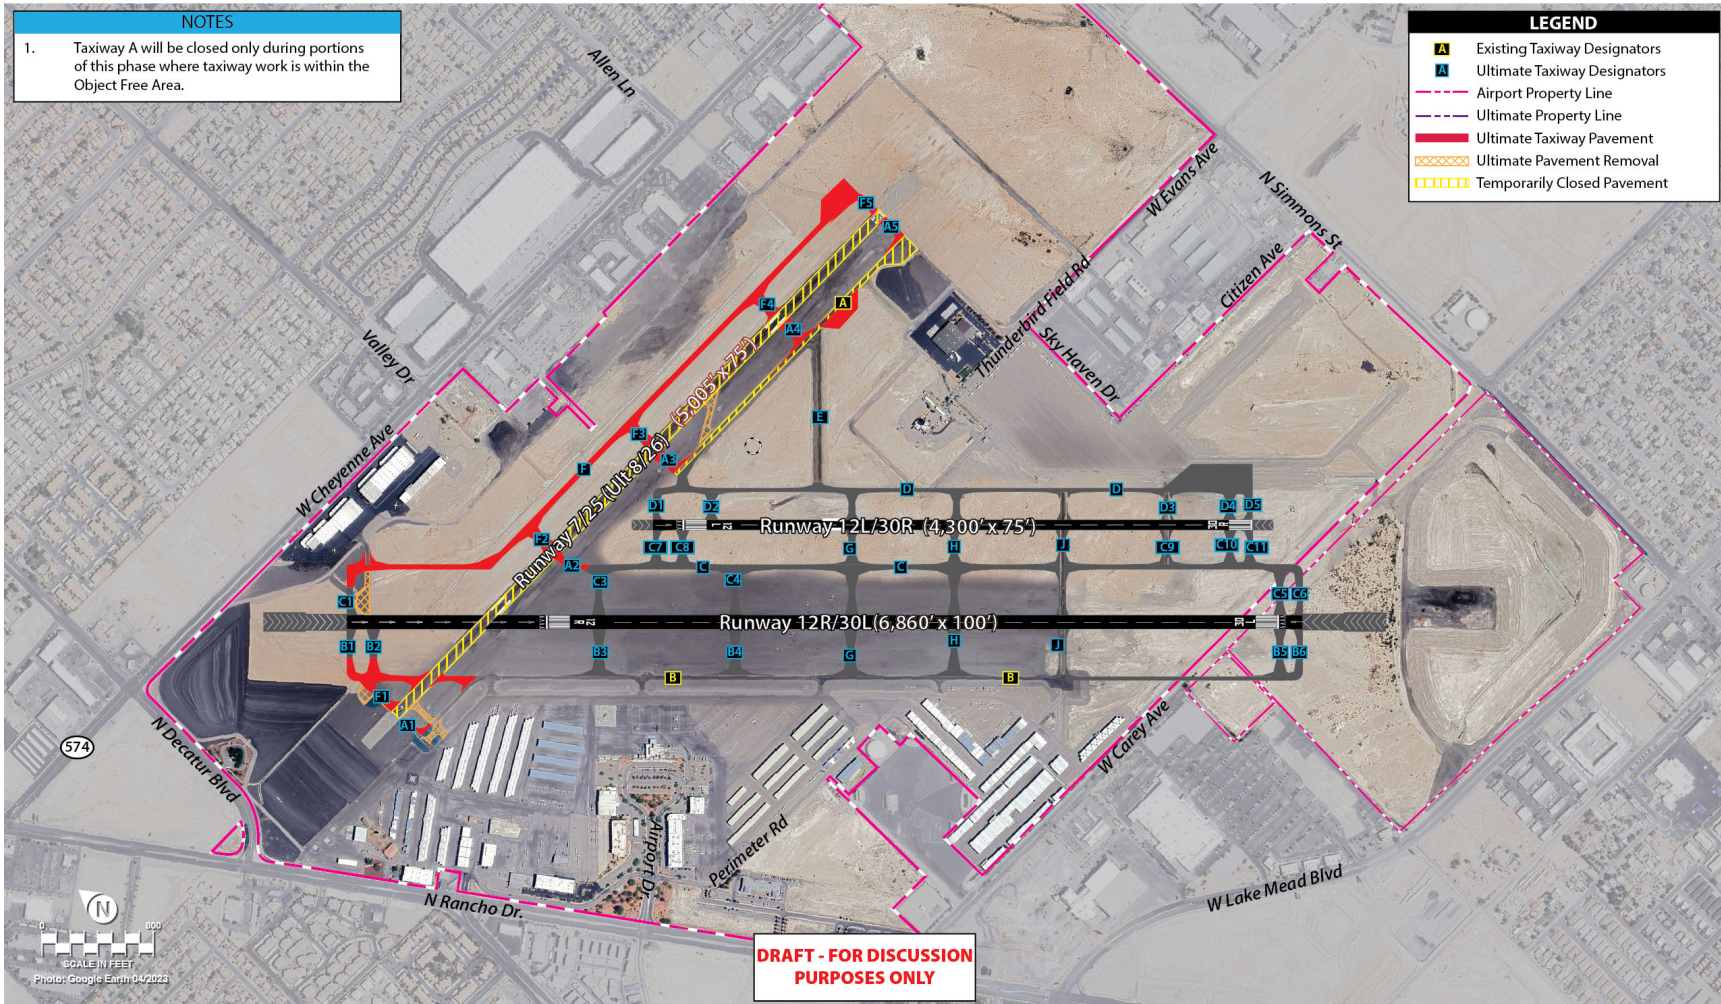 NOTES
1. Taxiway A will be closed only during portions
of this phase where taxiway work is within the
Object Free Area.
LEGEND
A Existing Taxiway Designators
A Ultimate Taxiway Designators
Airport Property Line
Ultimate Property Line
Ultimate Taxiway Pavement
Ultimate Pavement Removal
Temporarily Closed Pavement
Allen Ln
W Evans Ave
N Simmons St
Citizen Ave
Thunderbird Field Rd
Sky Haven Dr
Valley Dr
W Cheyenne Ave
F5
A5
A
F4
A4
E
F3
A3
F
Runway 7/25 (Ult 8/26) (5,005' x 75')
D
D
D1
D2
D3
D4
D5
12
L
Runway 12L/30R (4,300' x 75')
30
R
F2
A2
C7
C8
G
H
J
C9
C10
C11
C
C
C1
C3
C4
C5
C6
12
R
Runway 12R/30L(6,860' x 100')
30
L
B1
B2
B3
B4
G
H
J
B5
B6
B
B
F1
A1
574
N Decatur Blvd
W Carey Ave
Airport Dr
Perimeter Rd
N Rancho Dr.
W Lake Mead Blvd
N
0 800
SCALE IN FEET
Photo: Google Earth 04/2023
DRAFT - FOR DISCUSSION
PURPOSES ONLY